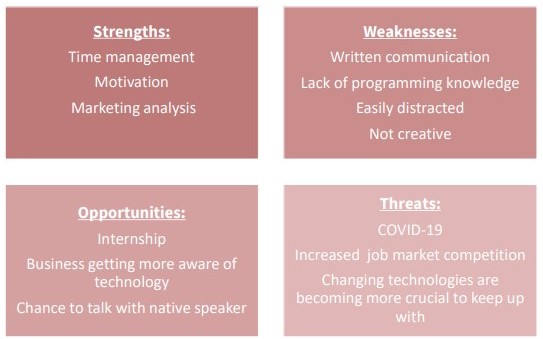 Strengths:
Time management
Motivation
Marketing analysis
Weaknesses:
Written communication
Lack of programming knowledge
Easily distracted
Not creative
Opportunities:
Internship
Business getting more aware of
technology
Chance to talk with native speaker
Threats:
COVID-19
Increased  job market competition
Changing technologies are
becoming more crucial to keep up
with